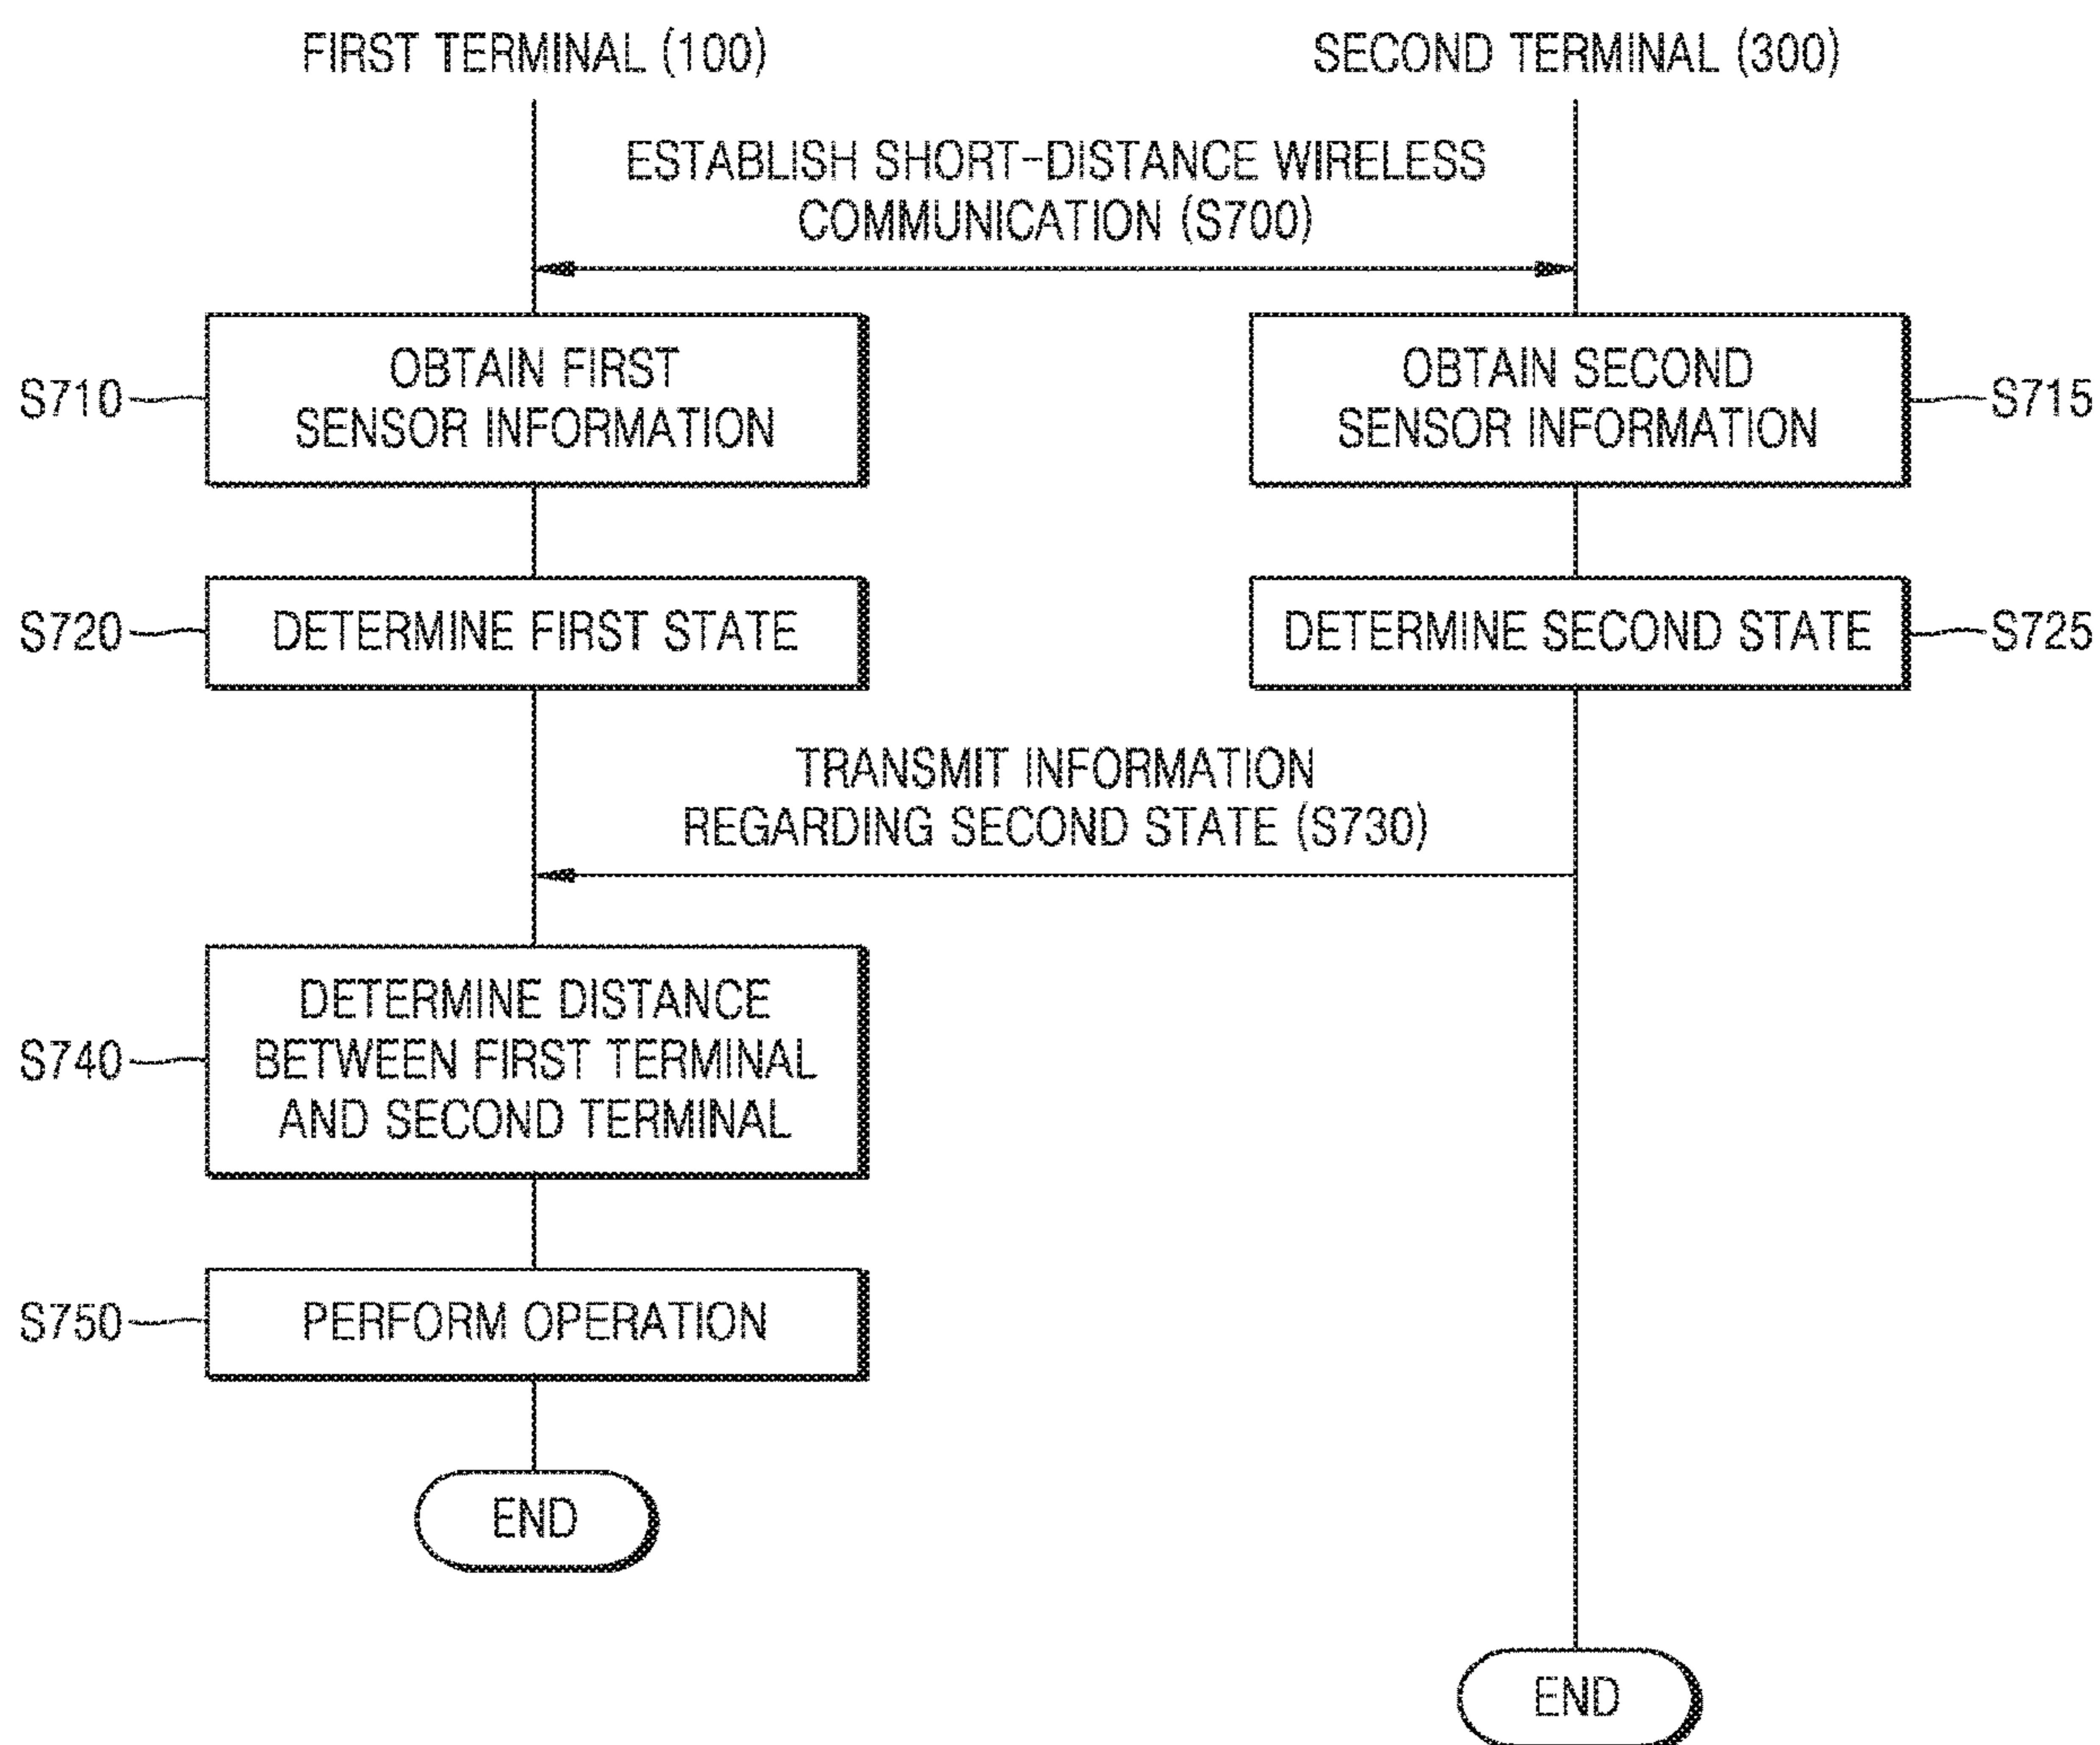 FIRST TERMINAL (100)
SECOND TERMINAL (300)
ESTABLISH SHORT-DISTANCE WIRELESS
COMMUNICATION (S700)
S710
OBTAIN FIRST
SENSOR INFORMATION
OBTAIN SECOND
SENSOR INFORMATION
S715
S720
DETERMINE FIRST STATE
DETERMINE SECOND STATE
S725
TRANSMIT INFORMATION
REGARDING SECOND STATE (S730)
S740
DETERMINE DISTANCE
BETWEEN FIRST TERMINAL
AND SECOND TERMINAL
S750
PERFORM OPERATION
END
END